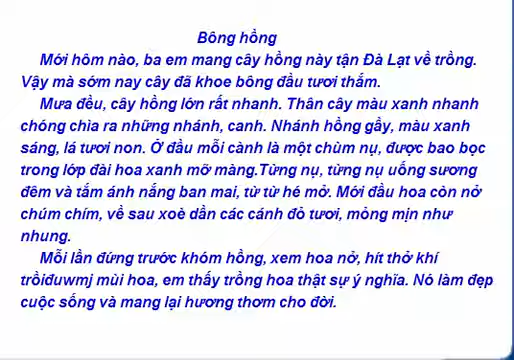 Bông hồng
Mới hôm nào, ba em mang cây hồng này tận Đà Lạt về trồng.
Vậy mà sớm nay cây đã khoe bông đầu tươi thắm.
Mưa đều, cây hồng lớn rất nhanh. Thân cây màu xanh nhanh
chóng chìa ra những nhánh, canh. Nhánh hồng gầy, màu xanh
sáng, lá tươi non. Ở đầu mỗi cành là một chùm nụ, được bao bọc
trong lớp đài hoa xanh mỡ màng.Từng nụ, từng nụ uống sương
đêm và tắm ánh nắng ban mai, từ từ hé mở. Mới đầu hoa còn nở
chúm chím, về sau xoè dần các cánh đỏ tươi, mỏng mịn như
nhung.
Mỗi lần đứng trước khóm hồng, xem hoa nở, hít thở khí
trồiđưwmj mùi hoa, em thấy trồng hoa thật sự ý nghĩa. Nó làm đẹp
cuộc sống và mang lại hương thơm cho đời.